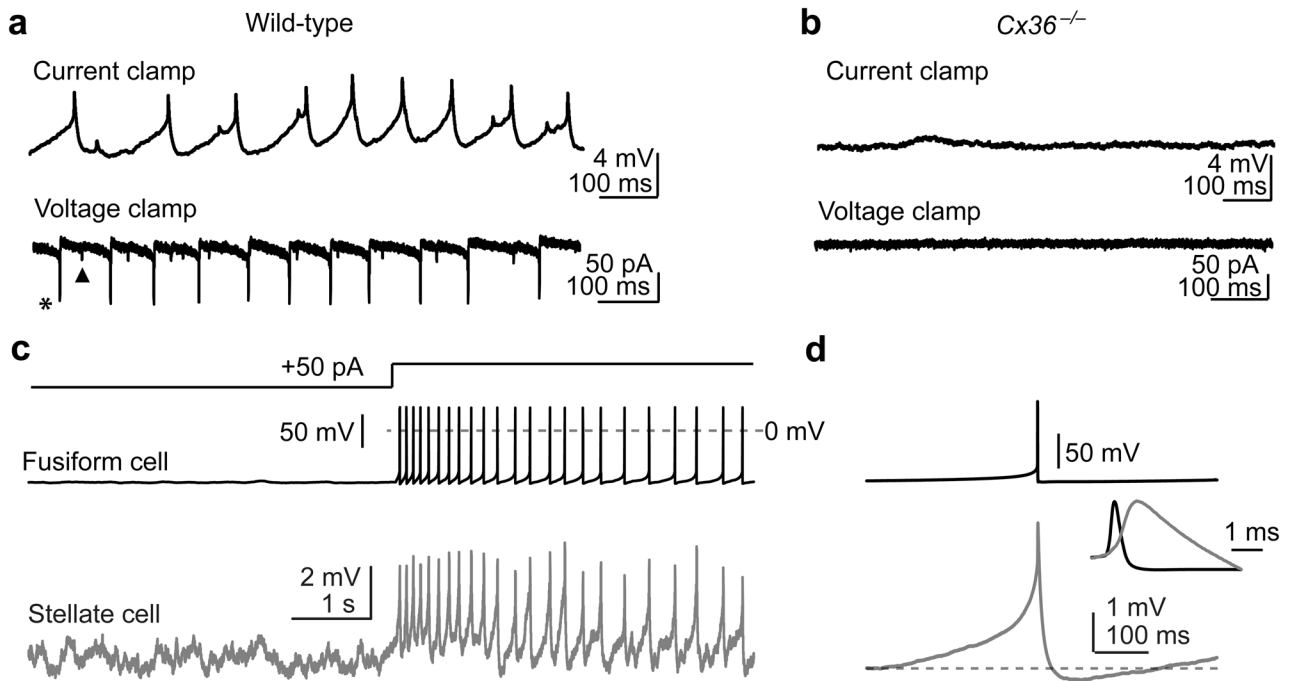 a
Wild-type
Current clamp
4 mV
100 ms
Voltage clamp
50 pA
100 ms
*
b
Cx36−/−
Current clamp
4 mV
100 ms
Voltage clamp
50 pA
100 ms
c
+50 pA
50 mV
0 mV
Fusiform cell
2 mV
1 s
Stellate cell
d
50 mV
1 ms
1 mV
100 ms